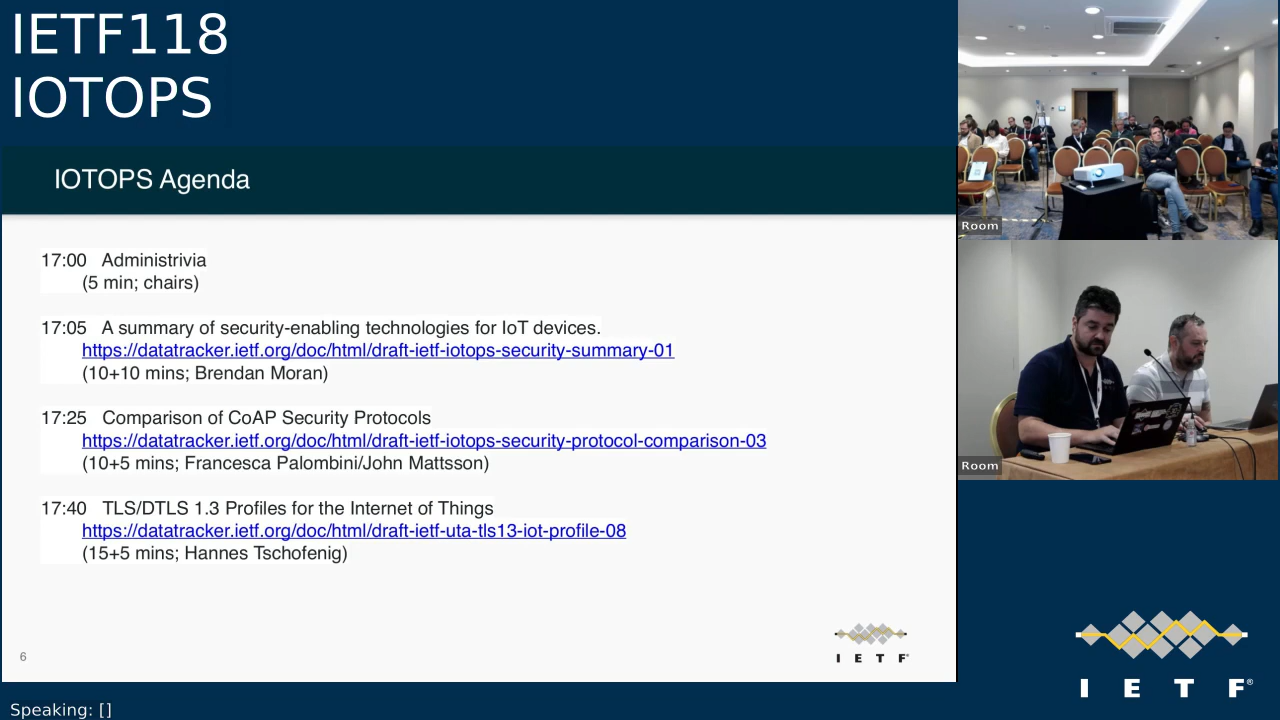 IETF118
IOTOPS
IOTOPS Agenda
17:00 Administrivia
(5 min; chairs)
17:05 A summary of security-enabling technologies for IoT devices.
https://datatracker.ietf.org/doc/html/draft-ietf-iotops-security-summary-01
(10+10 mins; Brendan Moran)
17:25 Comparison of CoAP Security Protocols
https://datatracker.ietf.org/doc/html/draft-ietf-iotops-security-protocol-comparison-03
(10+5 mins; Francesca Palombini/John Mattsson)
17:40 TLS/DTLS 1.3 Profiles for the Internet of Things
https://datatracker.ietf.org/doc/html/draft-ietf-uta-tls13-iot-profile-08
(15+5 mins; Hannes Tschofenig)
6
I E T F®
Room
Room
I E T F®
Speaking: []